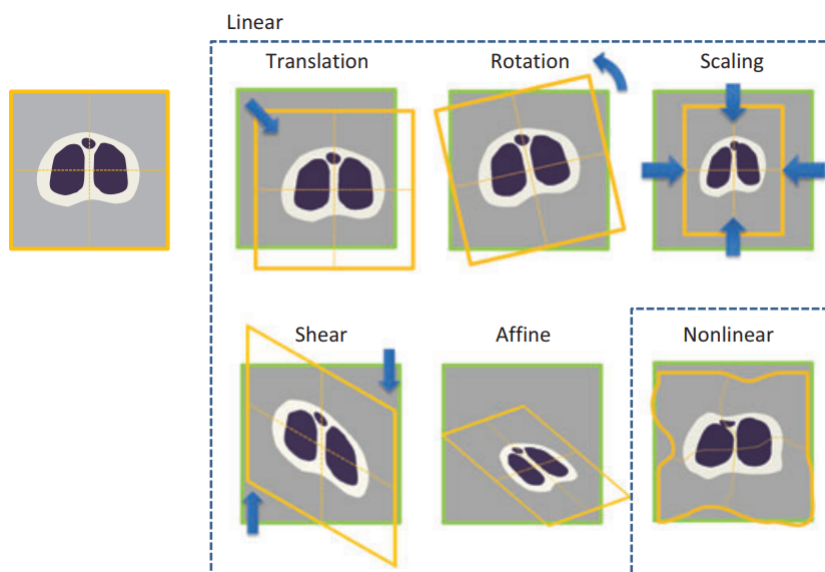 Linear
Translation
Rotation
Scaling
Shear
Affine
Nonlinear